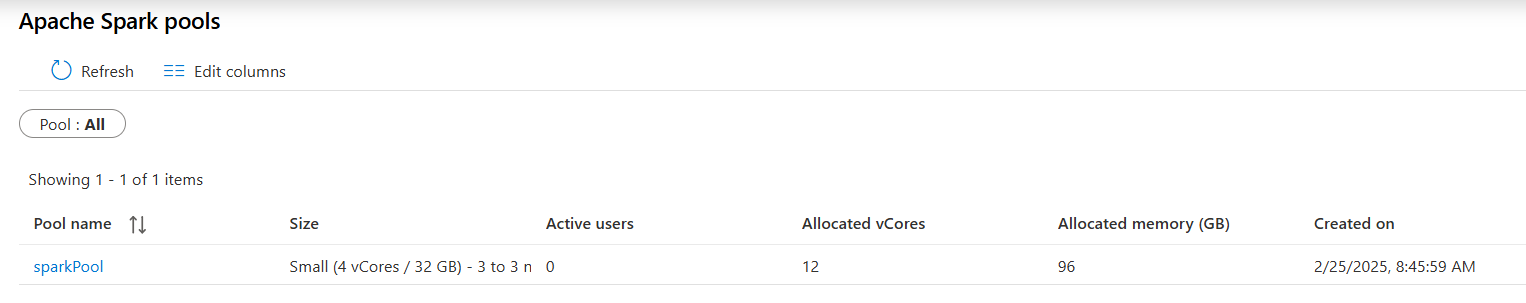 Apache Spark pools
Refresh Edit columns
Pool : All
Showing 1 - 1 of 1 items
Pool name Size Active users Allocated vCores Allocated memory (GB) Created on
sparkPool Small (4 vCores / 32 GB) - 3 to 3 n 0 12 96 2/25/2025, 8:45:59 AM